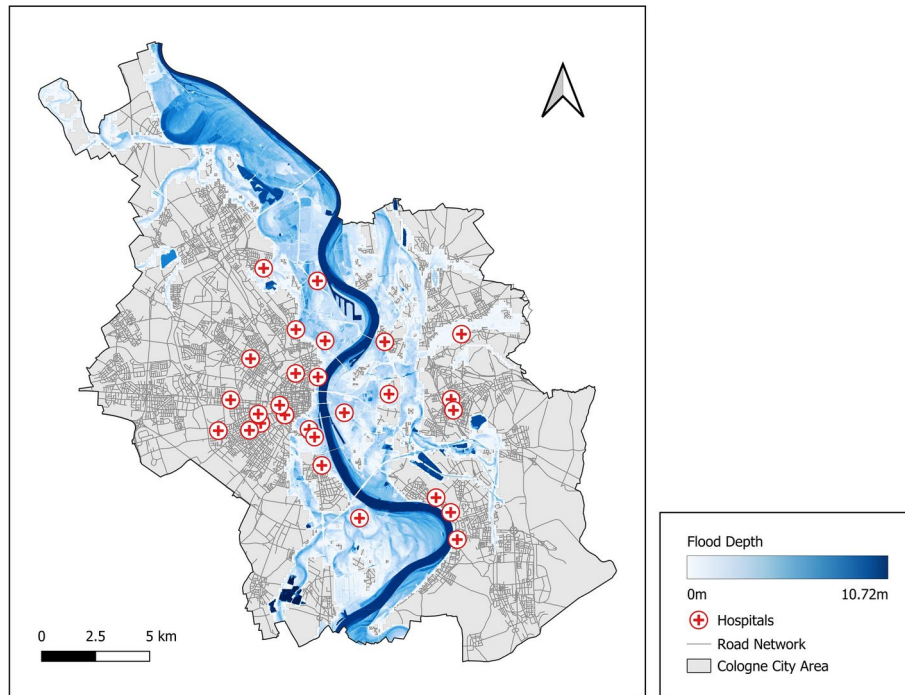 0 2.5 5 km
Flood Depth
0m 10.72m
Hospitals
Road Network
Cologne City Area